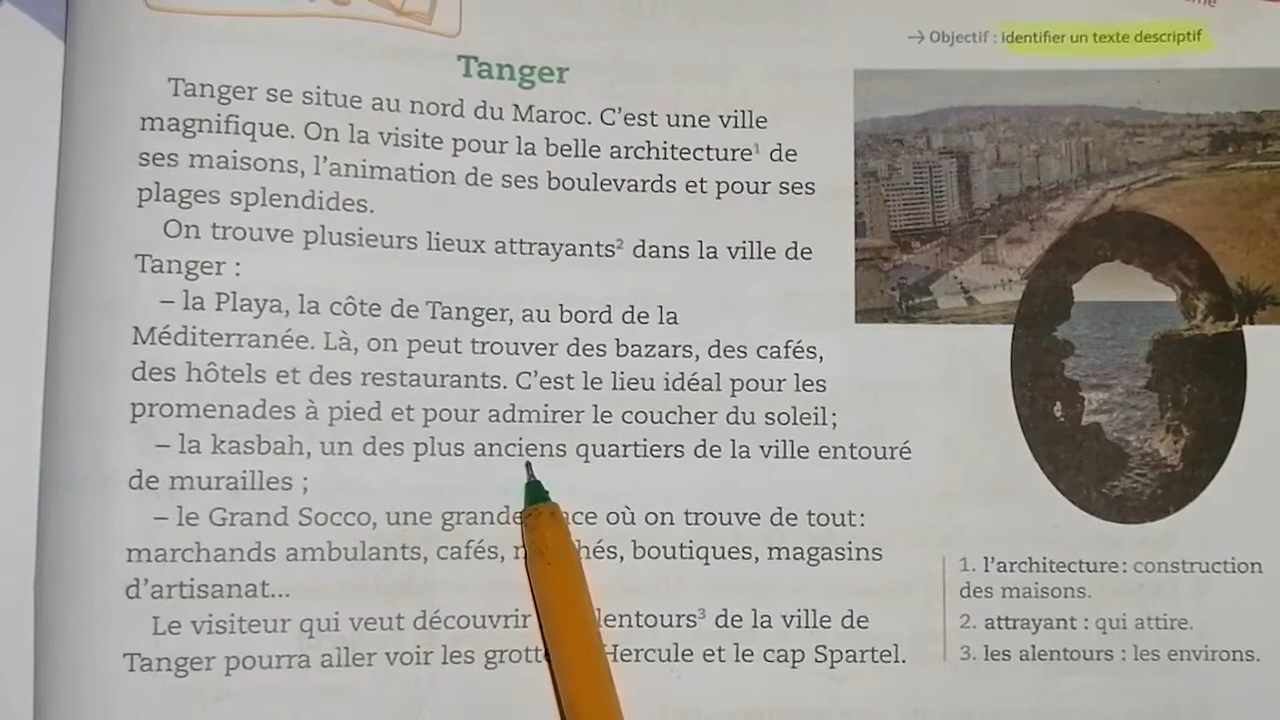 → Objectif : identifier un texte descriptif
Tanger
Tanger se situe au nord du Maroc. C'est une ville
magnifique. On la visite pour la belle architecture¹ de
ses maisons, l'animation de ses boulevards et pour ses
plages splendides.
On trouve plusieurs lieux attrayants² dans la ville de
Tanger :
– la Playa, la côte de Tanger, au bord de la
Méditerranée. Là, on peut trouver des bazars, des cafés,
des hôtels et des restaurants. C'est le lieu idéal pour les
promenades à pied et pour admirer le coucher du soleil;
– la kasbah, un des plus anciens quartiers de la ville entouré
de murailles ;
– le Grand Socco, une grande où on trouve de tout:
marchands ambulants, cafés, boutiques, magasins
d'artisanat...
Le visiteur qui veut découvrir de la ville de
Tanger pourra aller voir les Hercule et le cap Spartel.
1. l'architecture: construction
des maisons.
2. attrayant : qui attire.
3. les alentours : les environs.